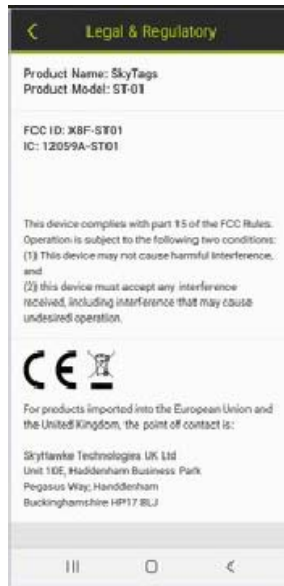 Legal & Regulatory
Product Name: SkyTags
Product Model: ST-01
FCC ID: X8F-ST01
IC: 12059A-ST01
This device complies with part 15 of the FCC Rules.
Operation is subject to the following two conditions:
(1) This device may not cause harmful interference,
and
(2) this device must accept any interference
received, including interference that may cause
undesired operation.
CE
For products imported into the European Union and
the United Kingdom, the point of contact is:
SkyHawke Technologies UK Ltd
Unit 10E, Haddenham Business Park
Pegasus Way, Handdenham
Buckinghamshire HP17 8LJ